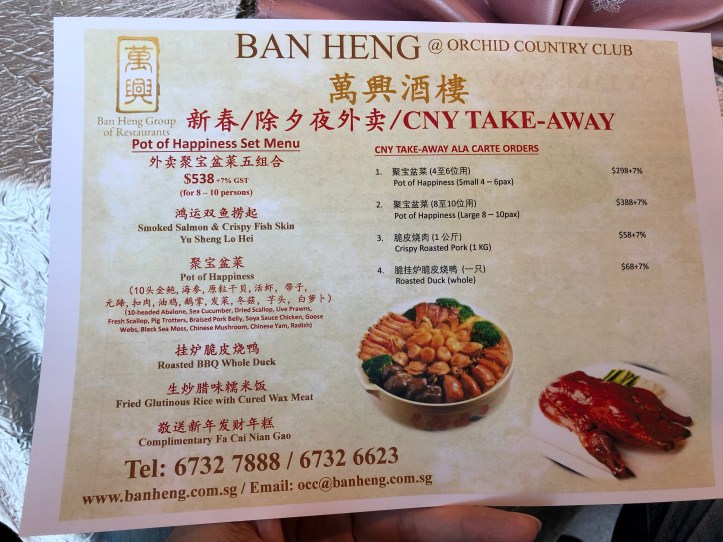 萬興
Ban Heng Group
of Restaurants
BAN HENG @ ORCHID COUNTRY CLUB
萬興酒樓
新春/除夕夜外卖/CNY TAKE-AWAY
Pot of Happiness Set Menu
外卖聚宝盆菜五组合
$538 +7% GST
(for 8 – 10 persons)
鸿运双鱼捞起
Smoked Salmon & Crispy Fish Skin
Yu Sheng Lo Hei
聚宝盆菜
Pot of Happiness
(10头金鲍, 海参, 原粒干贝, 活虾, 带子,
元蹄, 扣肉, 油鸡, 鹅掌, 发菜, 冬菇, 芋头, 白萝卜)
(10-headed Abalone, Sea Cucumber, Dried Scallop, Live Prawns,
Fresh Scallop, Pig Trotters, Braised Pork Belly, Soya Sauce Chicken, Goose
Webs, Black Sea Moss, Chinese Mushroom, Chinese Yam, Radish)
挂炉脆皮烧鸭
Roasted BBQ Whole Duck
生炒腊味糯米饭
Fried Glutinous Rice with Cured Wax Meat
敬送新年发财年糕
Complimentary Fa Cai Nian Gao
CNY TAKE-AWAY ALA CARTE ORDERS
1. 聚宝盆菜 (4至6位用) $298+7%
Pot of Happiness (Small 4 – 6pax)
2. 聚宝盆菜 (8至10位用) $388+7%
Pot of Happiness (Large 8 – 10pax)
3. 脆皮烧肉 (1 公斤) $58+7%
Crispy Roasted Pork (1 KG)
4. 挂炉脆皮烧鸭 (一只) $68+7%
Roasted Duck (whole)
Tel: 6732 7888 / 6732 6623
www.banheng.com.sg / Email: occ@banheng.com.sg